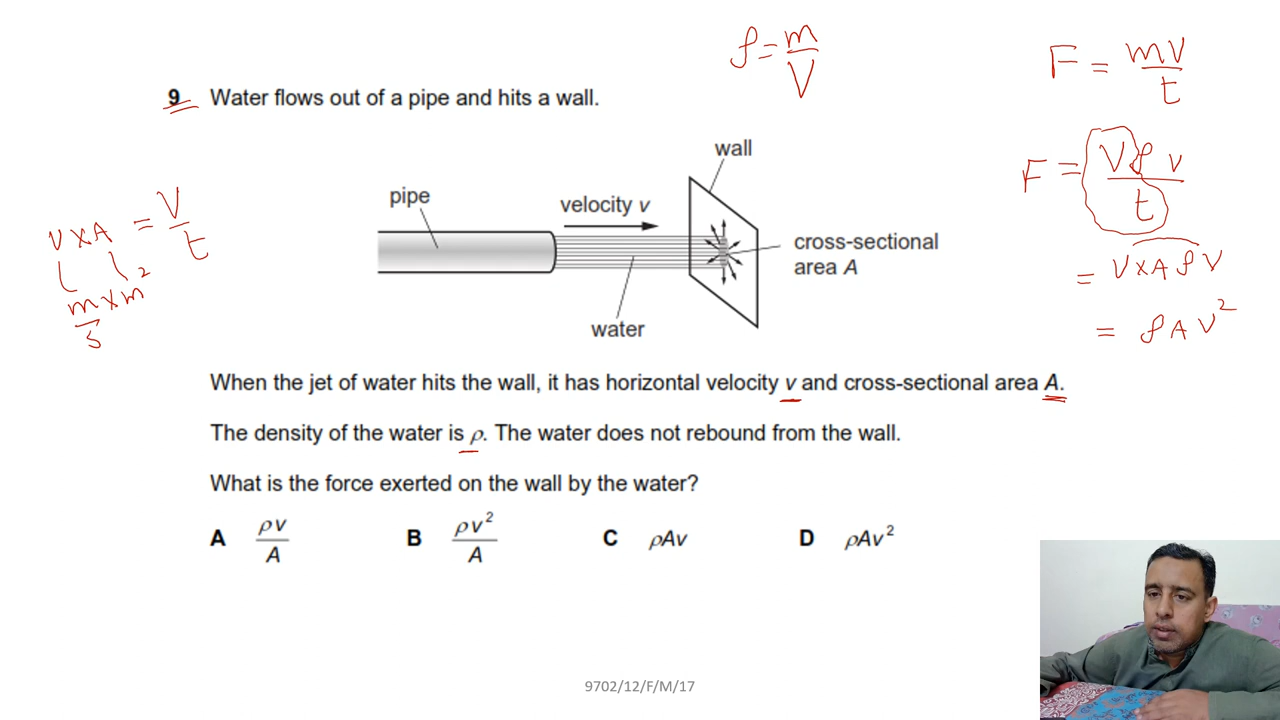 ρ = m/V
F = mv/t
9 Water flows out of a pipe and hits a wall.
wall
F = Vρv/t
pipe
velocity v
v×A = V/t
cross-sectional
area A
= v×Aρv
m/s × m²
water
= ρAv²
When the jet of water hits the wall, it has horizontal velocity v and cross-sectional area A.
The density of the water is ρ. The water does not rebound from the wall.
What is the force exerted on the wall by the water?
A ρv/A B ρv²/A C ρAv D ρAv²
9702/12/F/M/17